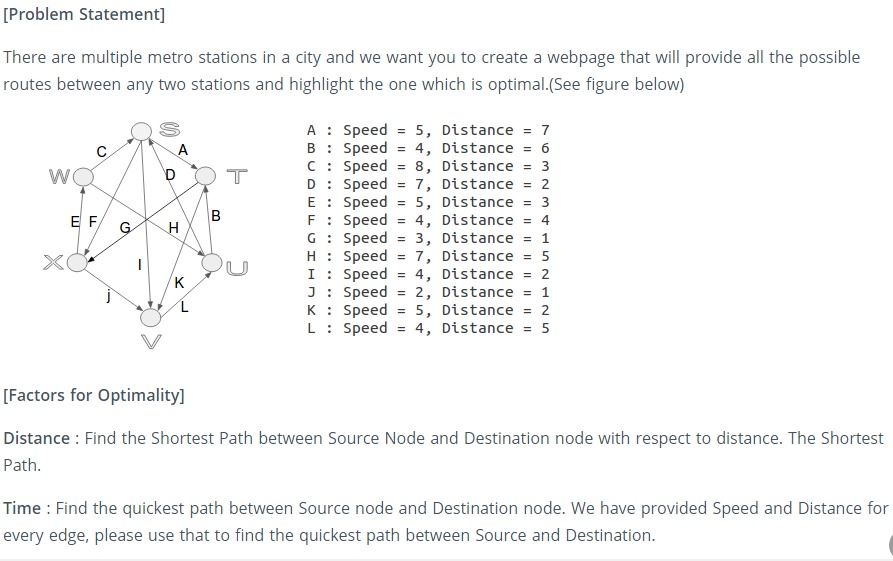 [Problem Statement]
There are multiple metro stations in a city and we want you to create a webpage that will provide all the possible
routes between any two stations and highlight the one which is optimal.(See figure below)
S
C
A
W
D
T
E F
G
H
B
X
I
U
K
j
L
V
A : Speed = 5, Distance = 7
B : Speed = 4, Distance = 6
C : Speed = 8, Distance = 3
D : Speed = 7, Distance = 2
E : Speed = 5, Distance = 3
F : Speed = 4, Distance = 4
G : Speed = 3, Distance = 1
H : Speed = 7, Distance = 5
I : Speed = 4, Distance = 2
J : Speed = 2, Distance = 1
K : Speed = 5, Distance = 2
L : Speed = 4, Distance = 5
[Factors for Optimality]
Distance : Find the Shortest Path between Source Node and Destination node with respect to distance. The Shortest
Path.
Time : Find the quickest path between Source node and Destination node. We have provided Speed and Distance for
every edge, please use that to find the quickest path between Source and Destination.